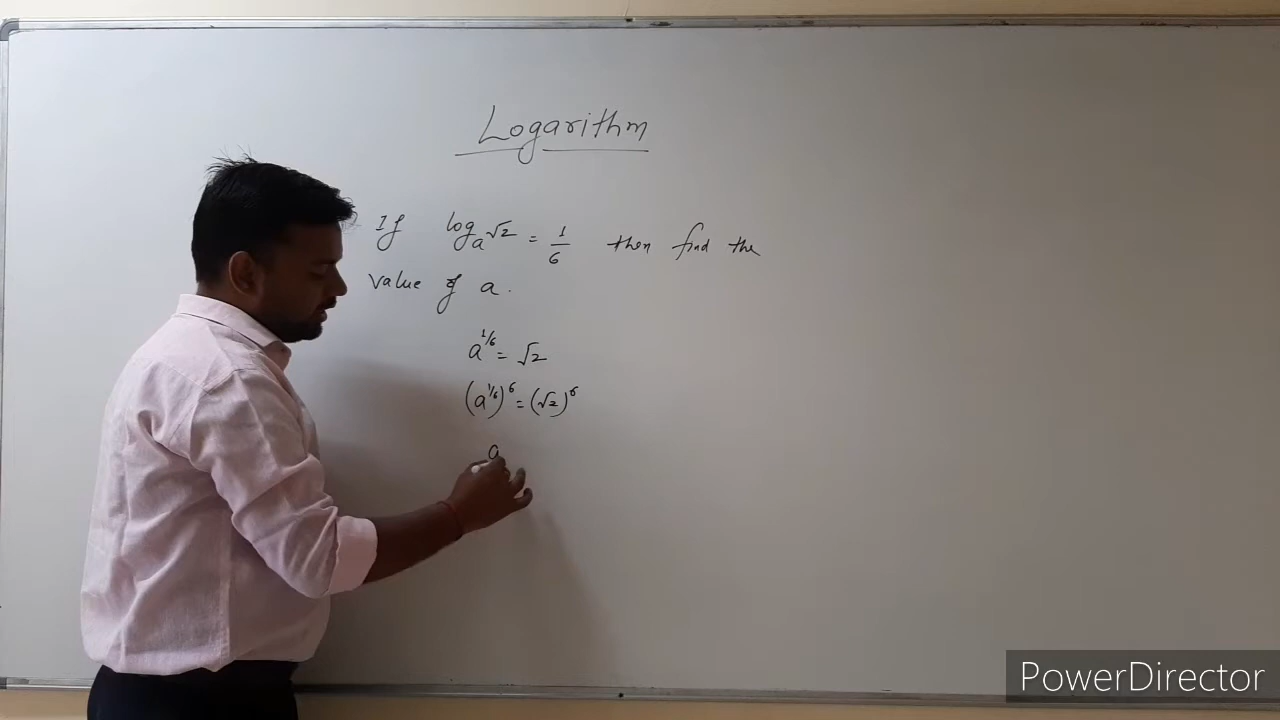 Logarithm
If logₐ√2 = 1/6 then find the
value of a.
a^1/6 = √2
(a^1/6)^6 = (√2)^6
a
PowerDirector